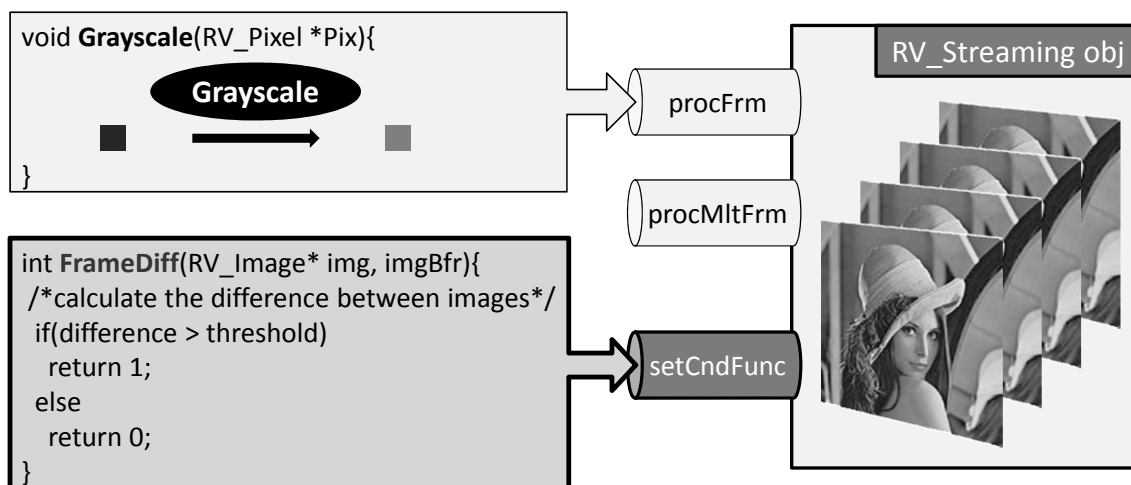 void Grayscale(RV_Pixel *Pix){
Grayscale
}
int FrameDiff(RV_Image* img, imgBfr){
/*calculate the difference between images*/
if(difference > threshold)
return 1;
else
return 0;
}
procFrm
procMltFrm
setCndFunc
RV_Streaming obj